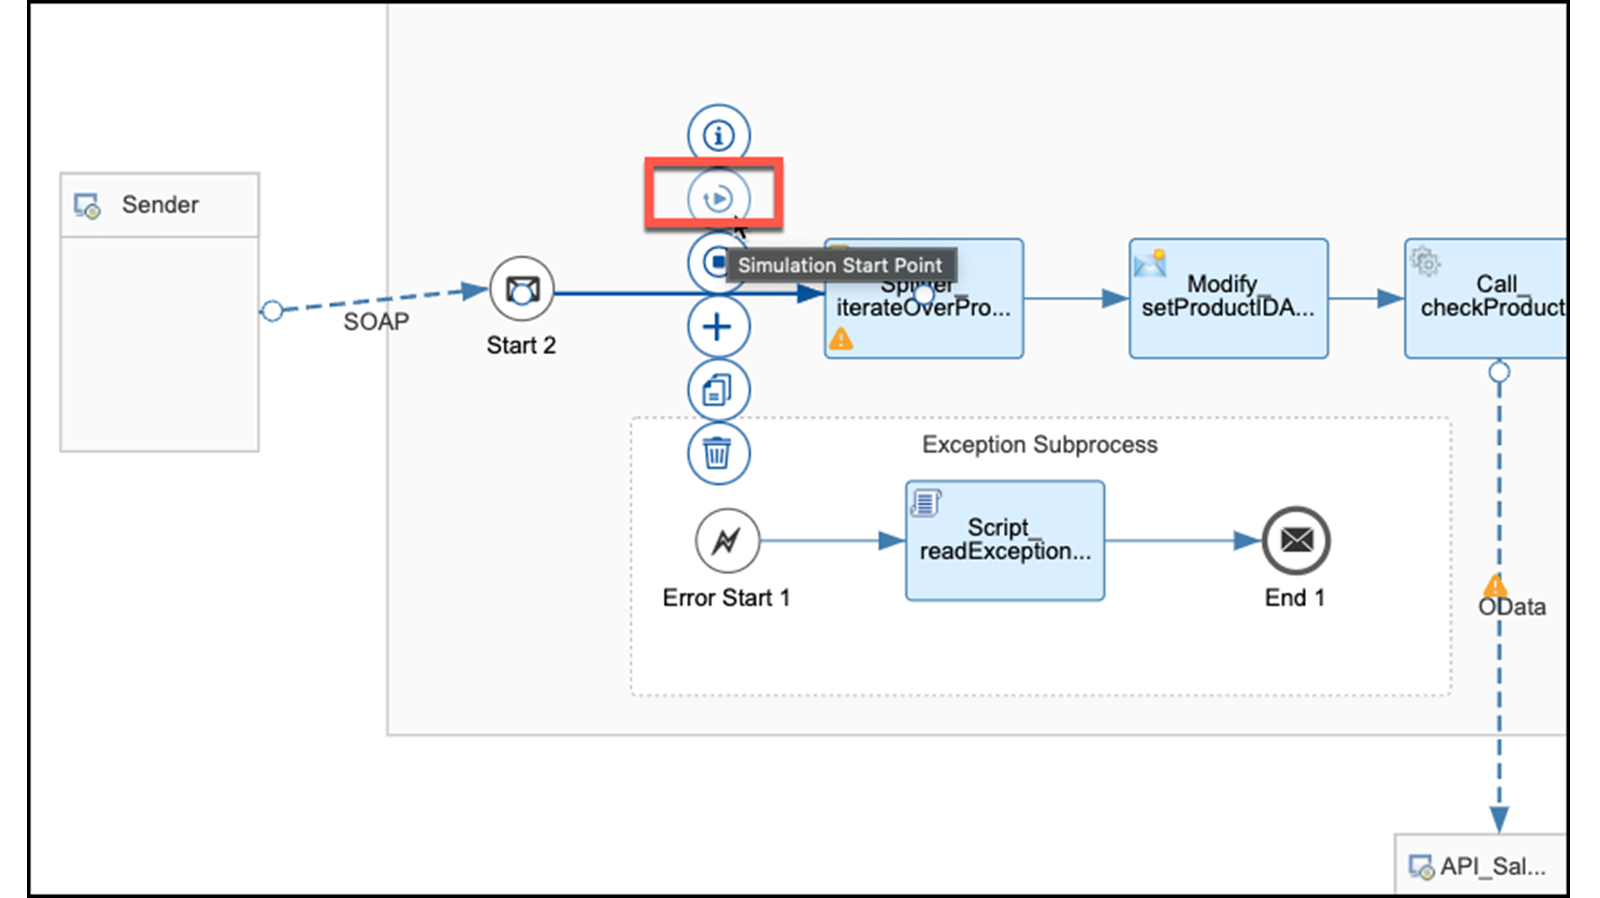 Sender
SOAP
Start 2
Simulation Start Point
Splitter_
iterateOverPro...
Modify_
setProductIDA...
Call_
checkProduct
Exception Subprocess
Error Start 1
Script_
readException...
End 1
OData
API_Sal...